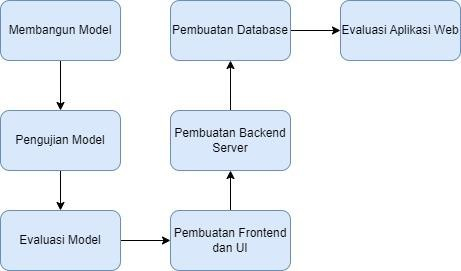 Membangun Model
Pengujian Model
Evaluasi Model
Pembuatan Frontend
dan UI
Pembuatan Backend
Server
Pembuatan Database
Evaluasi Aplikasi Web